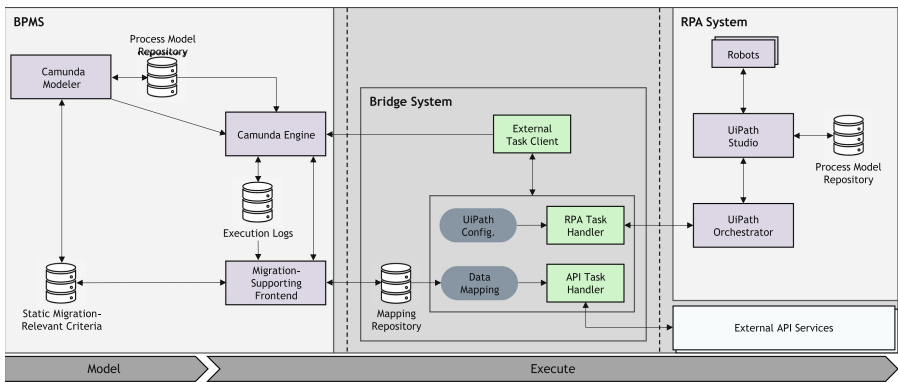 BPMS
Process Model
Repository
Camunda
Modeler
Camunda Engine
Execution Logs
Migration-
Supporting
Frontend
Static Migration-
Relevant Criteria
Bridge System
External
Task Client
UiPath
Config.
RPA Task
Handler
Data
Mapping
API Task
Handler
Mapping
Repository
RPA System
Robots
UiPath
Studio
Process Model
Repository
UiPath
Orchestrator
External API Services
Model
Execute